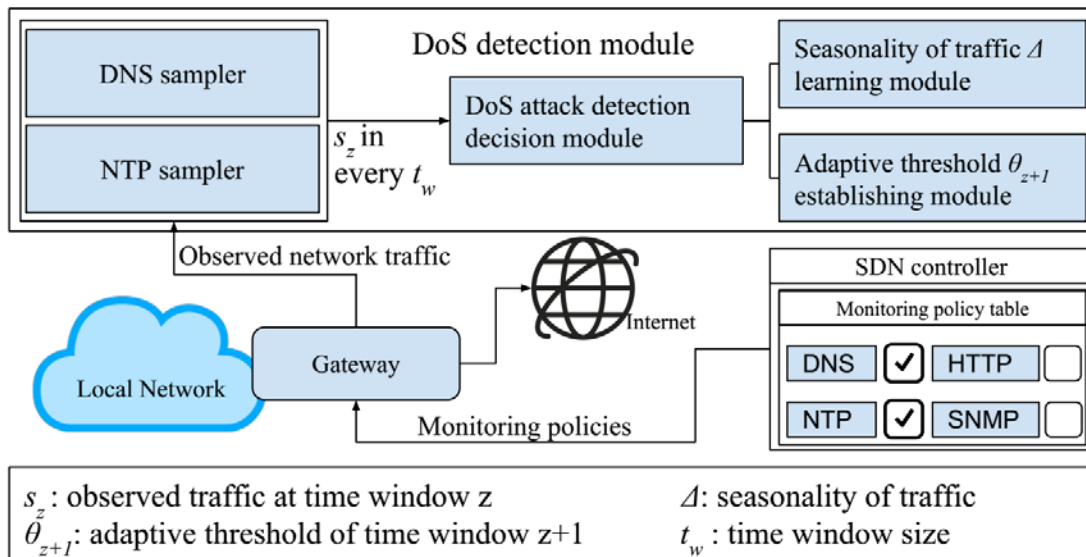 DoS detection module
DNS sampler
NTP sampler
s_z in
every t_w
DoS attack detection
decision module
Seasonality of traffic Δ
learning module
Adaptive threshold θ_{z+1}
establishing module
Observed network traffic
Internet
Local Network
Gateway
Monitoring policies
SDN controller
Monitoring policy table
DNS ✓ HTTP
NTP ✓ SNMP
s_z: observed traffic at time window z
Δ: seasonality of traffic
θ_{z+1}: adaptive threshold of time window z+1
t_w: time window size